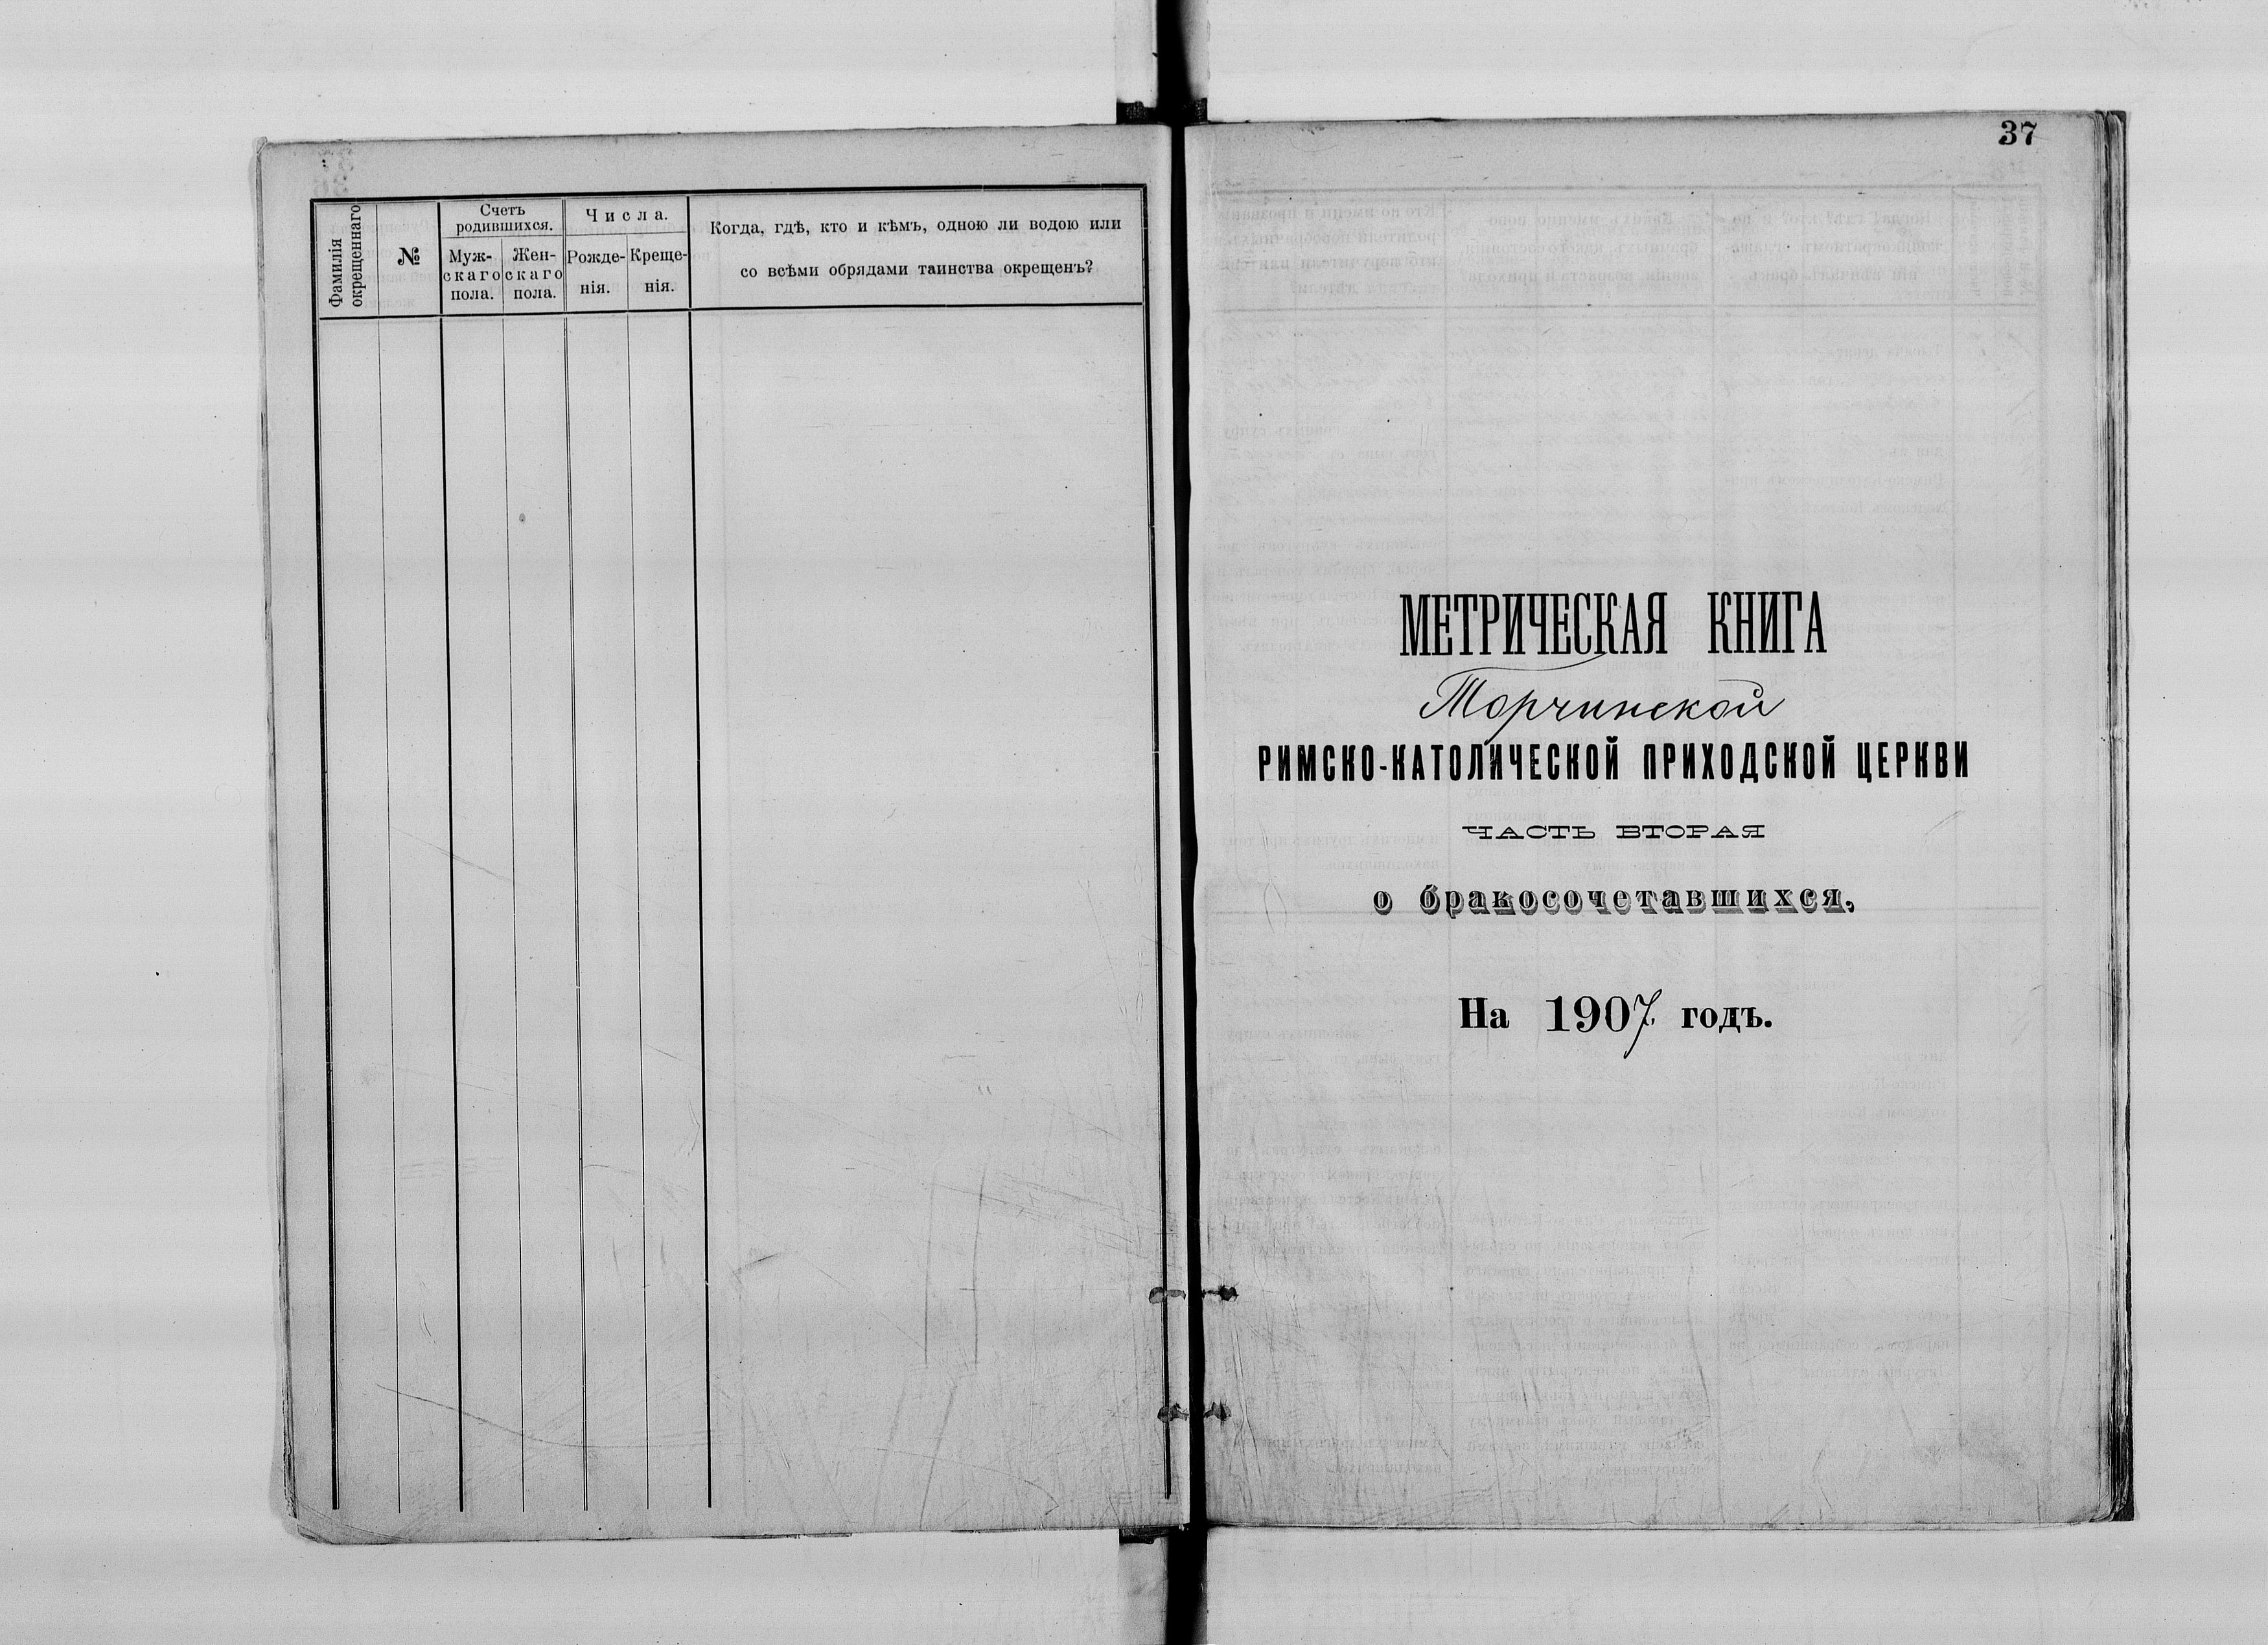 Фамилія
окрещеннаго
№
Счетъ
родившихся.
Муж-
скаго
пола.
Жен-
скаго
пола.
Числа.
Рожде-
нія.
Креще-
нія.
Когда, гдѣ, кто и кѣмъ, одною ли водою или
со всѣми обрядами таинства окрещенъ?
37
МЕТРИЧЕСКАЯ КНИГА
Торчинской
РИМСКО-КАТОЛИЧЕСКОЙ ПРИХОДСКОЙ ЦЕРКВИ
ЧАСТЬ ВТОРАЯ
о бракосочетавшихся,
На 1907 годъ.